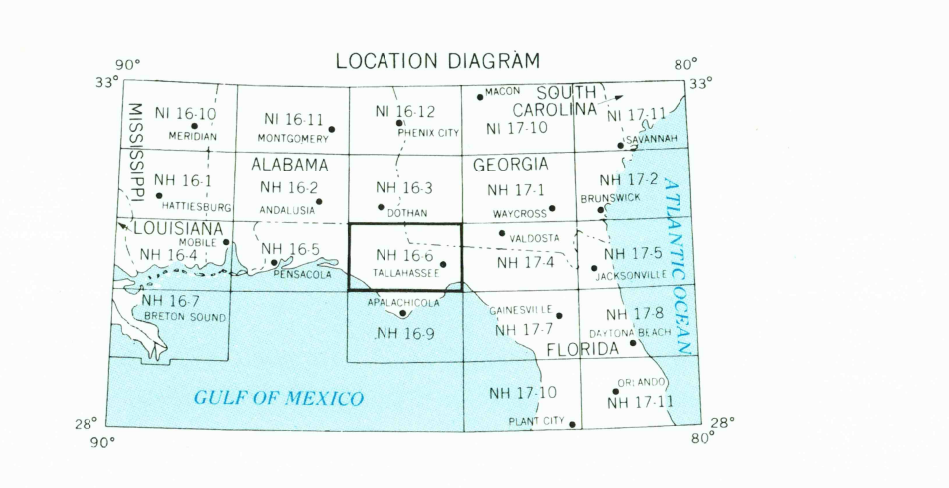 LOCATION DIAGRAM
90°
80°
33°
33°
MISSISSIPPI
NI 16-10
MERIDIAN
NI 16-11
MONTGOMERY
NI 16-12
PHENIX CITY
MACON
SOUTH
CAROLINA
NI 17-10
NI 17-11
SAVANNAH
ALABAMA
GEORGIA
NH 16-1
HATTIESBURG
NH 16-2
ANDALUSIA
NH 16-3
DOTHAN
NH 17-1
WAYCROSS
NH 17-2
BRUNSWICK
ATLANTIC OCEAN
LOUISIANA
MOBILE
NH 16-4
NH 16-5
PENSACOLA
NH 16-6
TALLAHASSEE
VALDOSTA
NH 17-4
NH 17-5
JACKSONVILLE
NH 16-7
BRETON SOUND
APALACHICOLA
NH 16-9
GAINESVILLE
NH 17-7
NH 17-8
DAYTONA BEACH
FLORIDA
GULF OF MEXICO
NH 17-10
PLANT CITY
ORLANDO
NH 17-11
28°
28°
90°
80°